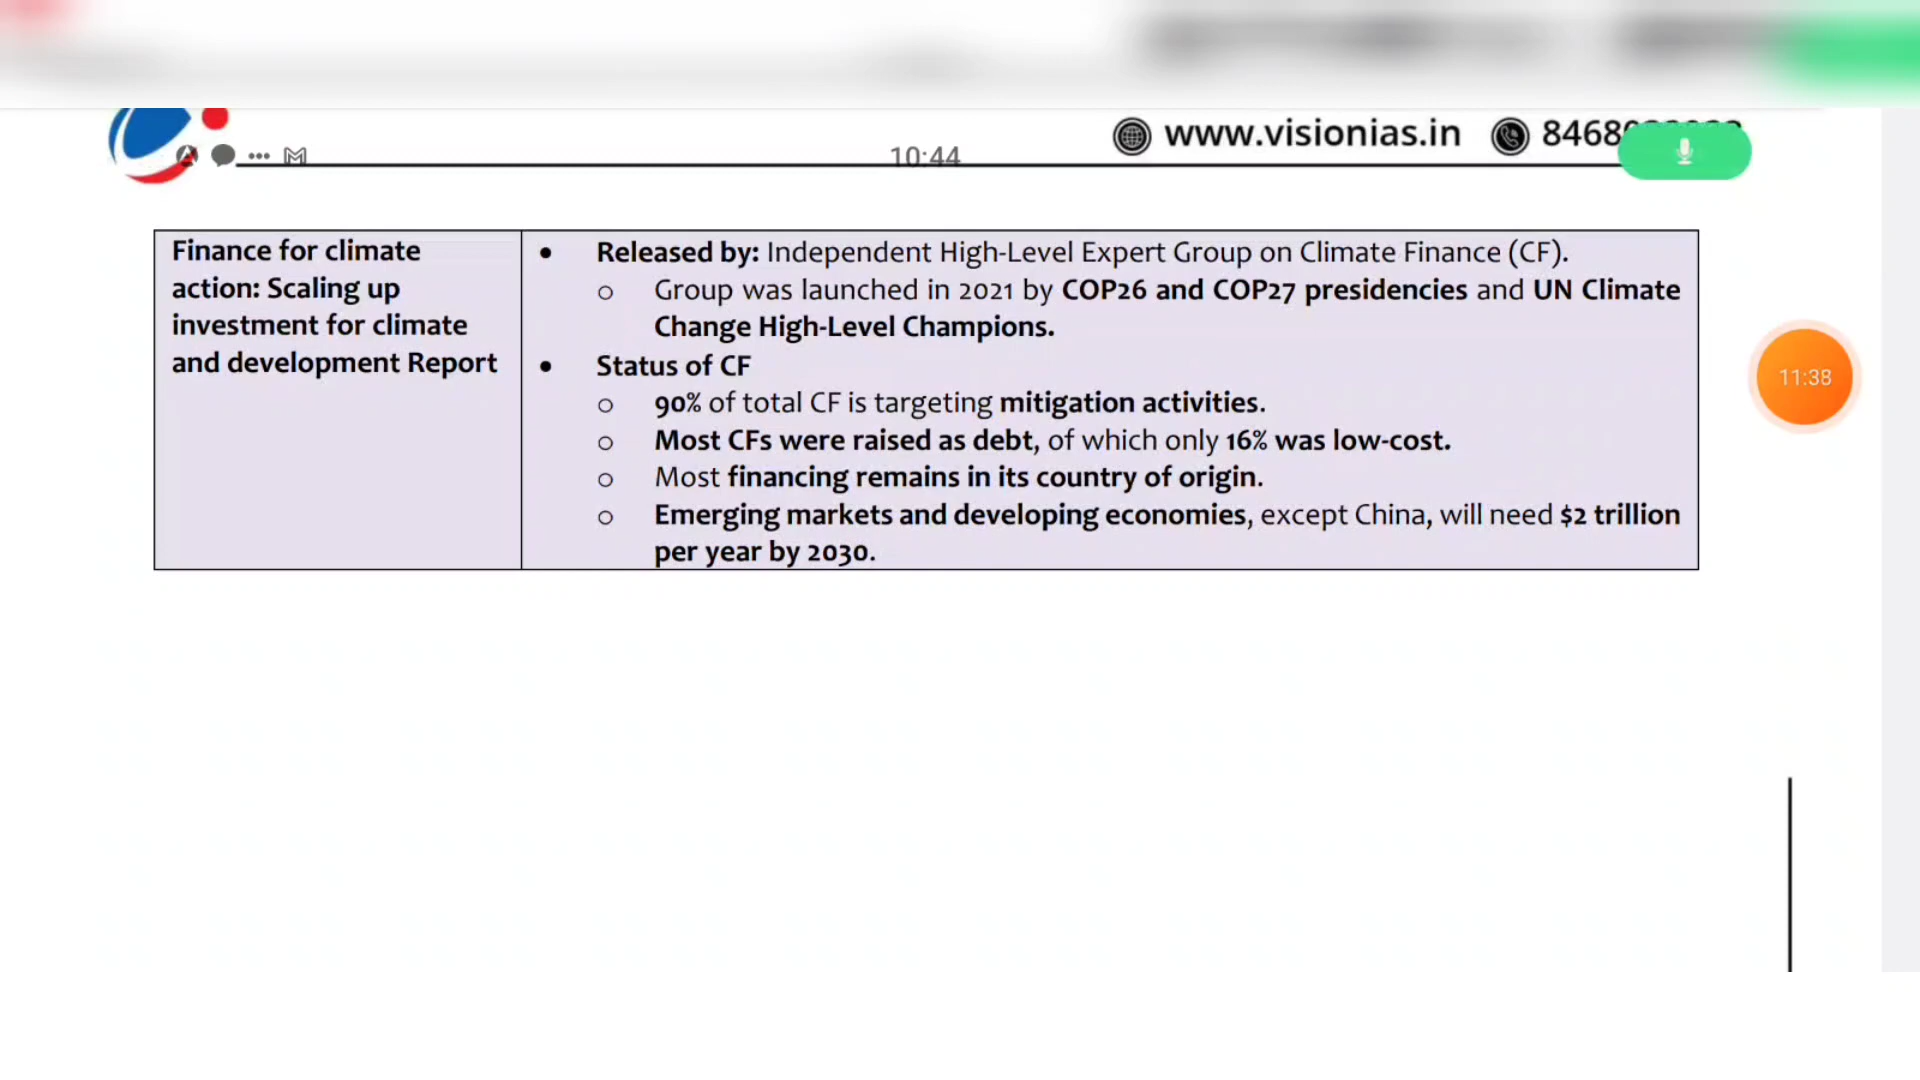 www.visionias.in 8468
10:44
Finance for climate
action: Scaling up
investment for climate
and development Report
• Released by: Independent High-Level Expert Group on Climate Finance (CF).
o Group was launched in 2021 by COP26 and COP27 presidencies and UN Climate
Change High-Level Champions.
• Status of CF
o 90% of total CF is targeting mitigation activities.
o Most CFs were raised as debt, of which only 16% was low-cost.
o Most financing remains in its country of origin.
o Emerging markets and developing economies, except China, will need $2 trillion
per year by 2030.
11:38